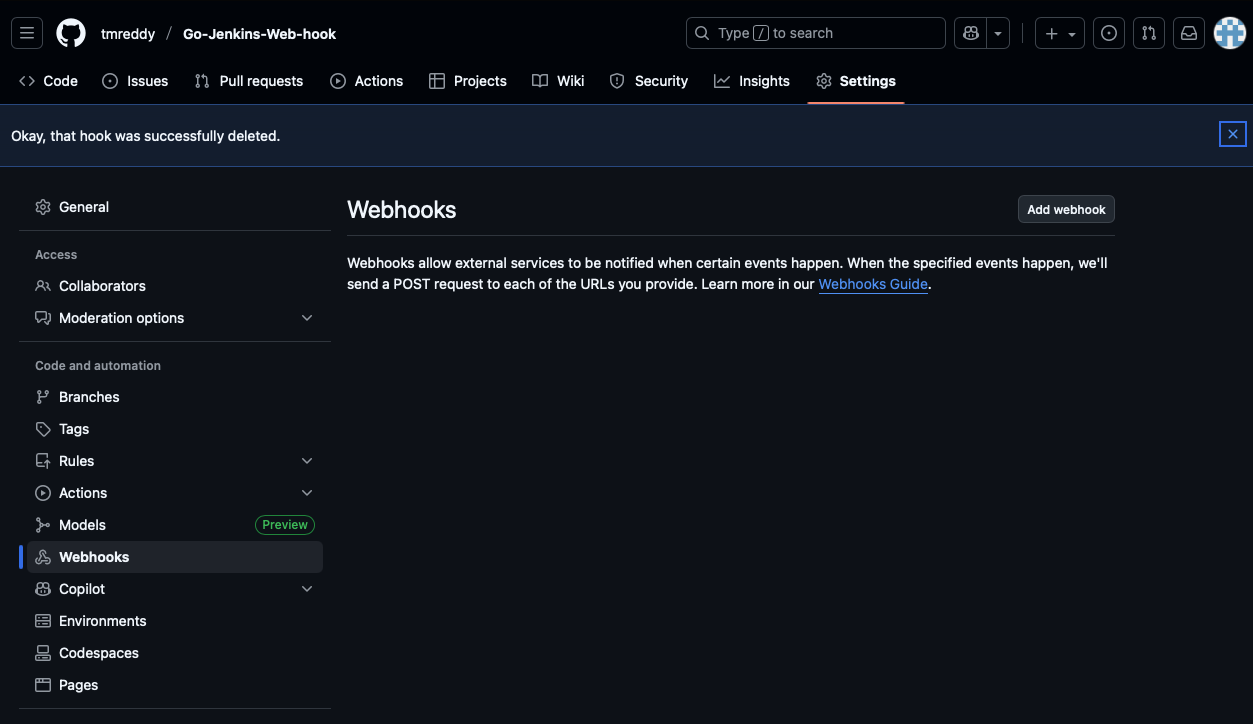 tmreddy / Go-Jenkins-Web-hook
Type / to search
Code Issues Pull requests Actions Projects Wiki Security Insights Settings
Okay, that hook was successfully deleted.
General
Access
Collaborators
Moderation options
Code and automation
Branches
Tags
Rules
Actions
Models Preview
Webhooks
Copilot
Environments
Codespaces
Pages
Webhooks
Add webhook
Webhooks allow external services to be notified when certain events happen. When the specified events happen, we'll
send a POST request to each of the URLs you provide. Learn more in our Webhooks Guide.